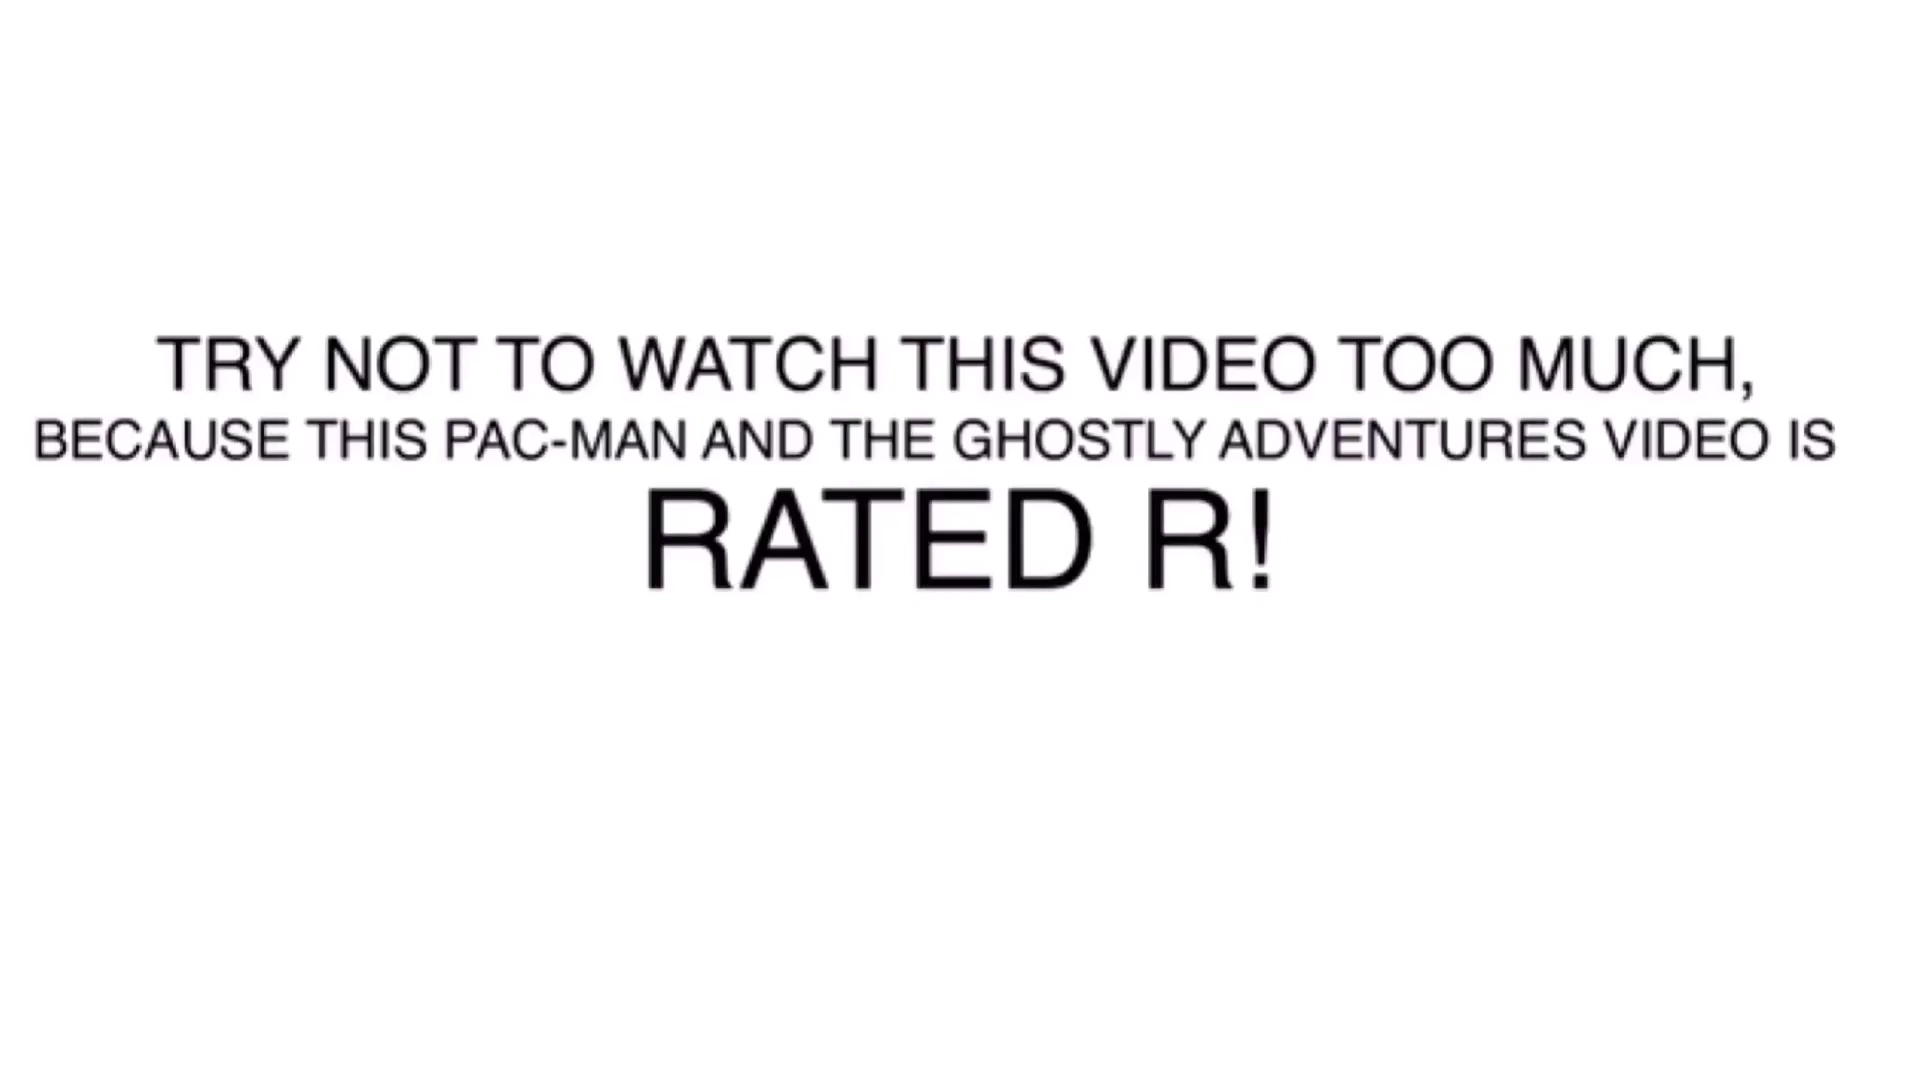 TRY NOT TO WATCH THIS VIDEO TOO MUCH,
BECAUSE THIS PAC-MAN AND THE GHOSTLY ADVENTURES VIDEO IS
RATED R!